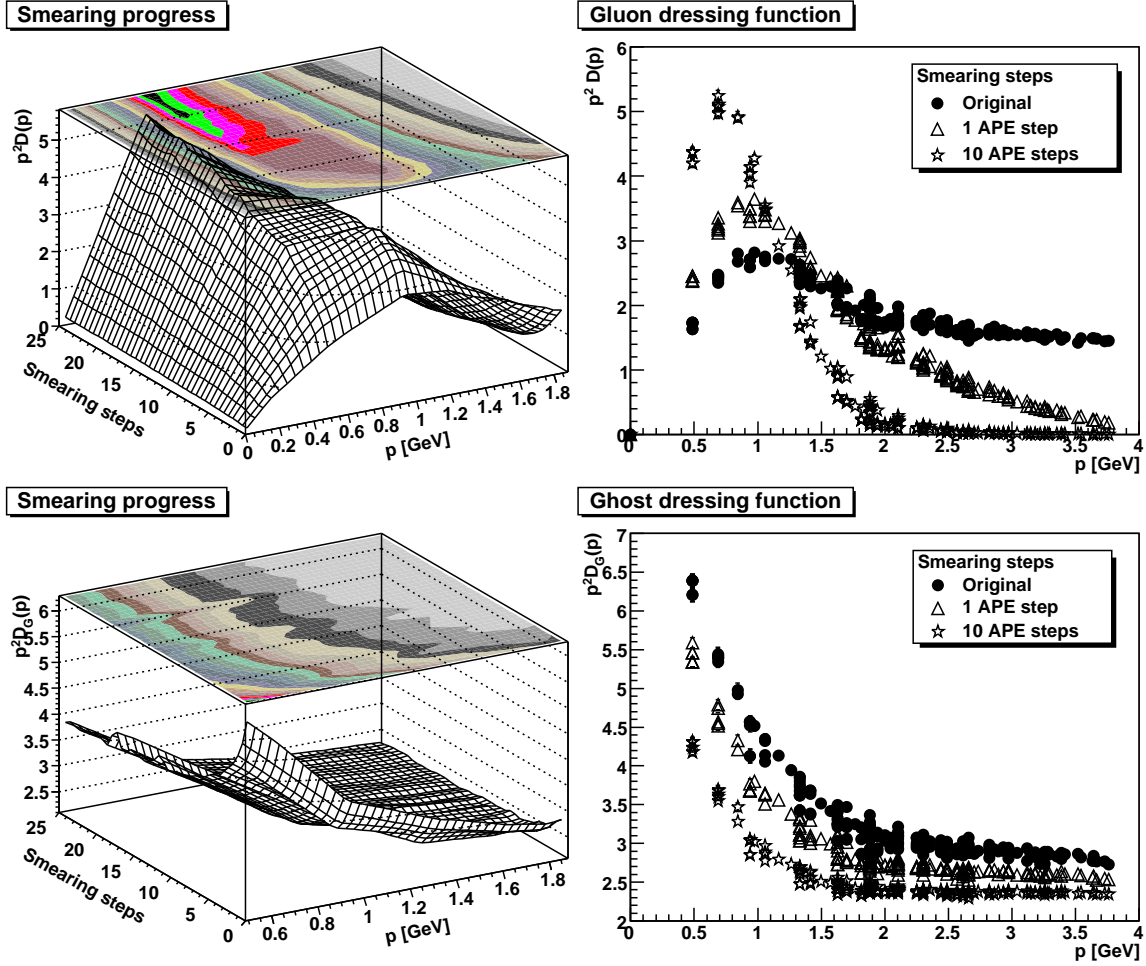 Smearing progress
p²D(p)
5
4
3
2
1
0
25
20
15
10
5
0
Smearing steps
0 0.2 0.4 0.6 0.8 1 1.2 1.4 1.6 1.8
p [GeV]
Gluon dressing function
p² D(p)
6
5
4
3
2
1
0
Smearing steps
Original
1 APE step
10 APE steps
0 0.5 1 1.5 2 2.5 3 3.5 4
p [GeV]
Smearing progress
p²D_G(p)
6
5.5
5
4.5
4
3.5
3
2.5
25
20
15
10
5
0
Smearing steps
0.6 0.8 1 1.2 1.4 1.6 1.8
p [GeV]
Ghost dressing function
p²D_G(p)
7
6.5
6
5.5
5
4.5
4
3.5
3
2.5
2
Smearing steps
Original
1 APE step
10 APE steps
0 0.5 1 1.5 2 2.5 3 3.5 4
p [GeV]